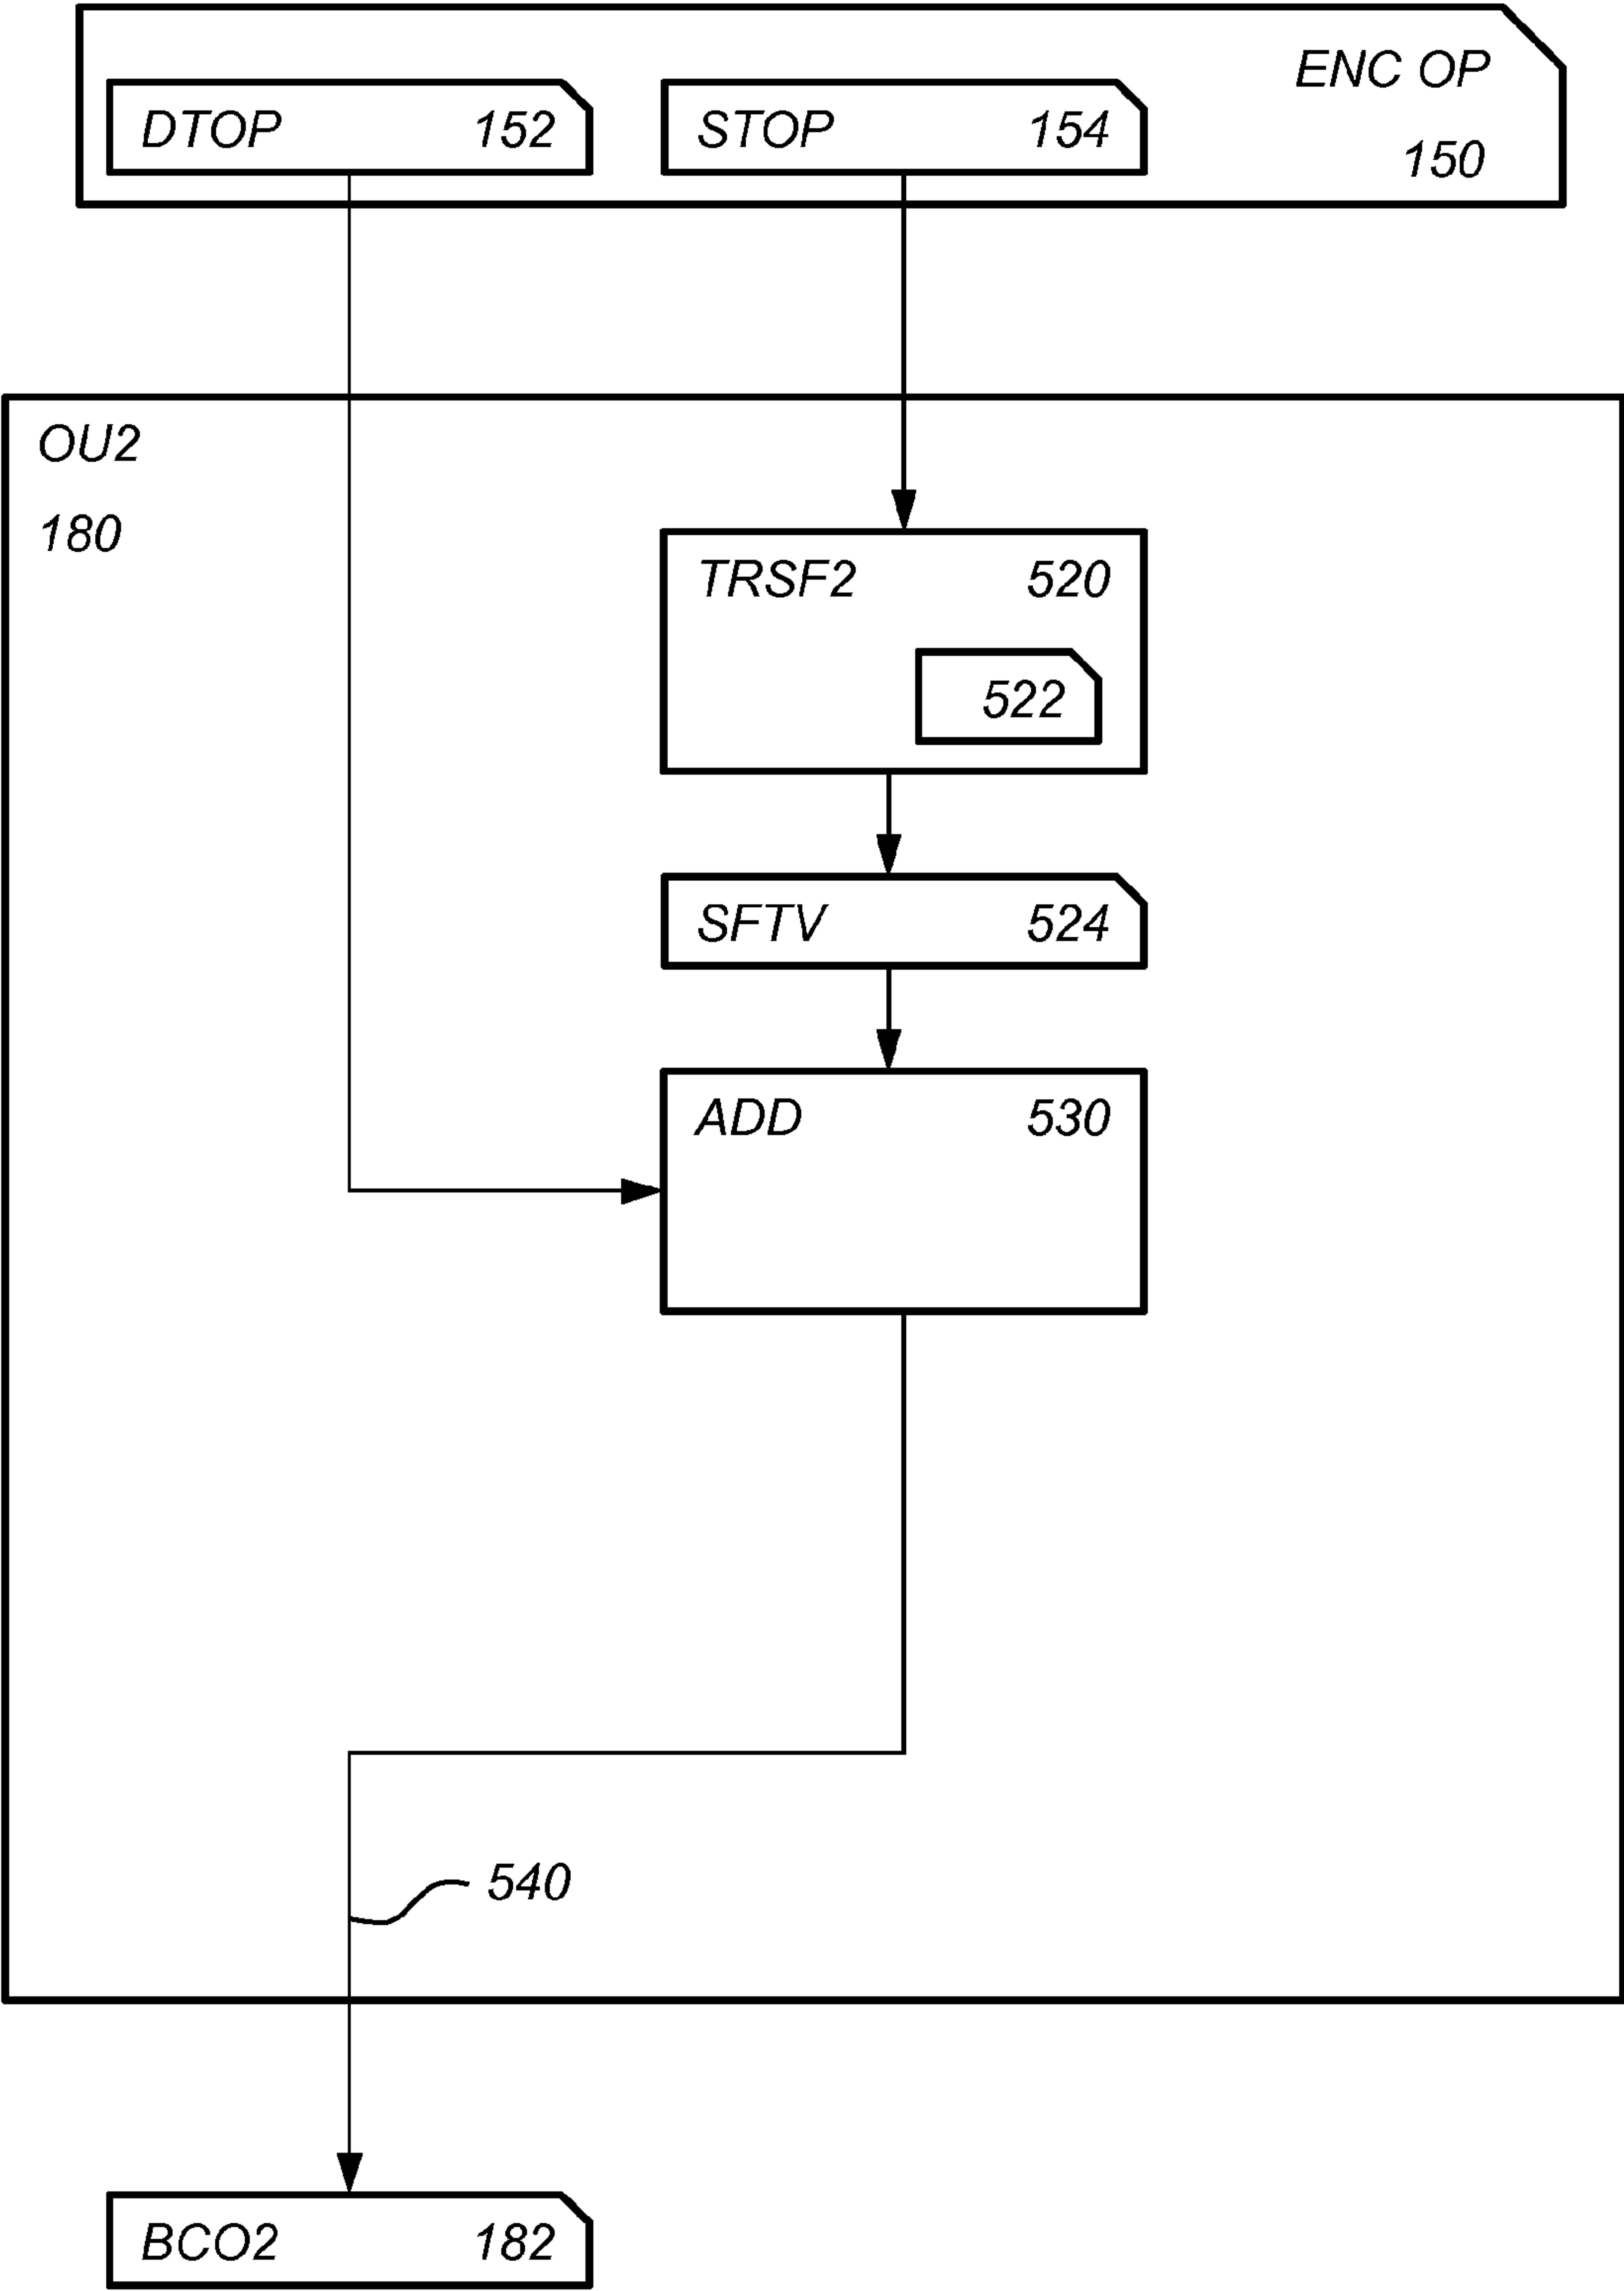 ENC OP
150
DTOP 152
STOP 154
OU2
180
TRSF2 520
522
SFTV 524
ADD 530
540
BCO2 182